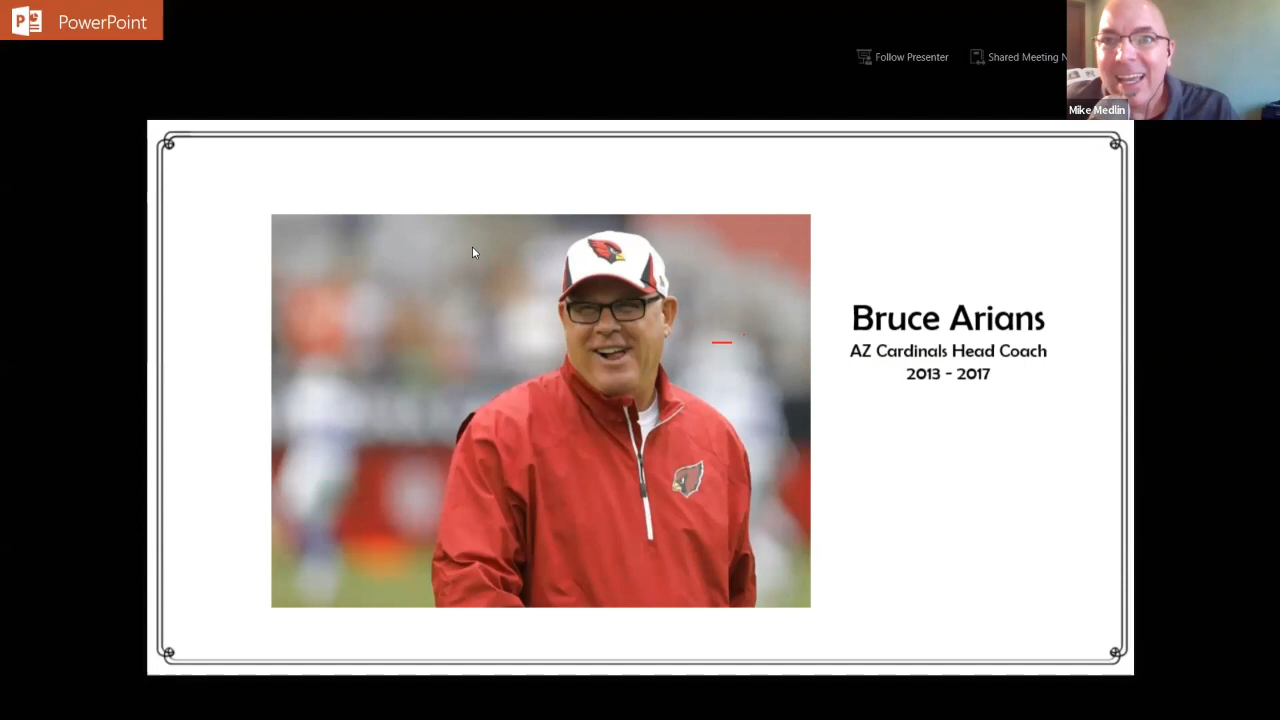 PowerPoint
Follow Presenter
Shared Meeting N
Mike Medlin
Bruce Arians
AZ Cardinals Head Coach
2013 - 2017